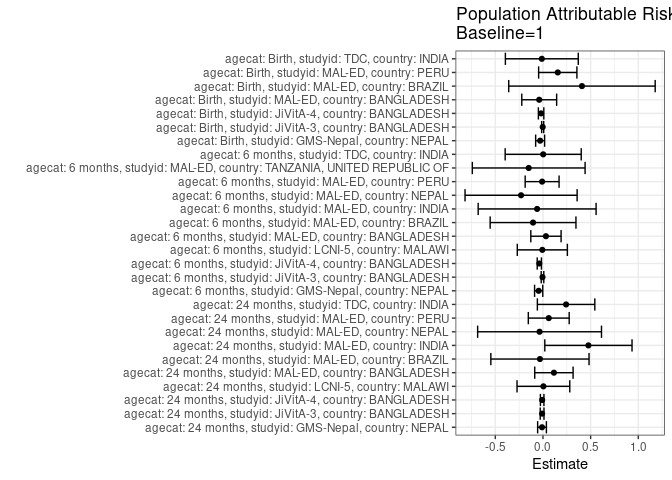 Population Attributable Risk
Baseline=1
agecat: Birth, studyid: TDC, country: INDIA
agecat: Birth, studyid: MAL-ED, country: PERU
agecat: Birth, studyid: MAL-ED, country: BRAZIL
agecat: Birth, studyid: MAL-ED, country: BANGLADESH
agecat: Birth, studyid: JiVitA-4, country: BANGLADESH
agecat: Birth, studyid: JiVitA-3, country: BANGLADESH
agecat: Birth, studyid: GMS-Nepal, country: NEPAL
agecat: 6 months, studyid: TDC, country: INDIA
agecat: 6 months, studyid: MAL-ED, country: TANZANIA, UNITED REPUBLIC OF
agecat: 6 months, studyid: MAL-ED, country: PERU
agecat: 6 months, studyid: MAL-ED, country: NEPAL
agecat: 6 months, studyid: MAL-ED, country: INDIA
agecat: 6 months, studyid: MAL-ED, country: BRAZIL
agecat: 6 months, studyid: MAL-ED, country: BANGLADESH
agecat: 6 months, studyid: LCNI-5, country: MALAWI
agecat: 6 months, studyid: JiVitA-4, country: BANGLADESH
agecat: 6 months, studyid: JiVitA-3, country: BANGLADESH
agecat: 6 months, studyid: GMS-Nepal, country: NEPAL
agecat: 24 months, studyid: TDC, country: INDIA
agecat: 24 months, studyid: MAL-ED, country: PERU
agecat: 24 months, studyid: MAL-ED, country: NEPAL
agecat: 24 months, studyid: MAL-ED, country: INDIA
agecat: 24 months, studyid: MAL-ED, country: BRAZIL
agecat: 24 months, studyid: MAL-ED, country: BANGLADESH
agecat: 24 months, studyid: LCNI-5, country: MALAWI
agecat: 24 months, studyid: JiVitA-4, country: BANGLADESH
agecat: 24 months, studyid: JiVitA-3, country: BANGLADESH
agecat: 24 months, studyid: GMS-Nepal, country: NEPAL
-0.5 0.0 0.5 1.0
Estimate